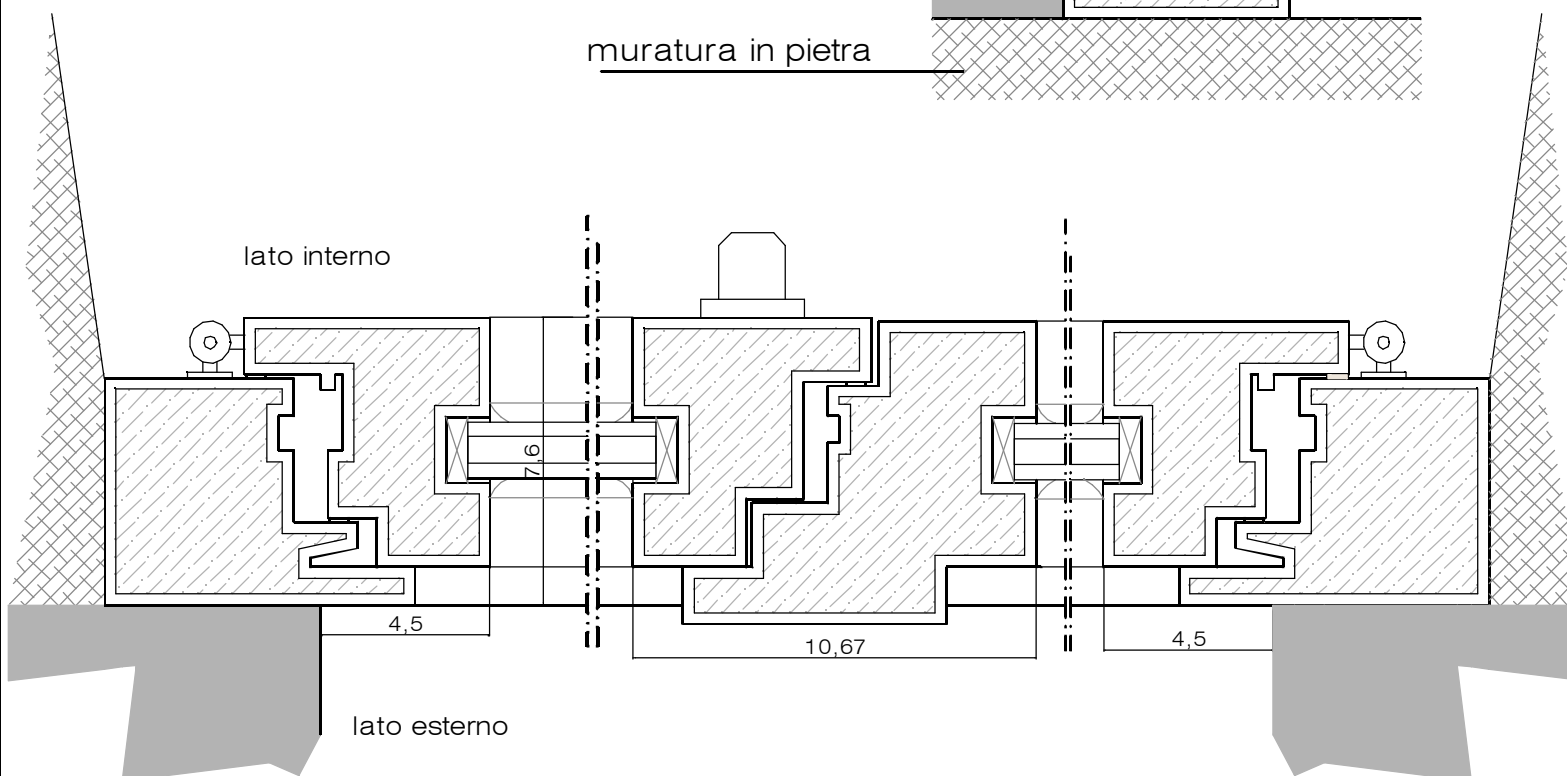 muratura in pietra
lato interno
7,6
4,5
10,67
4,5
lato esterno